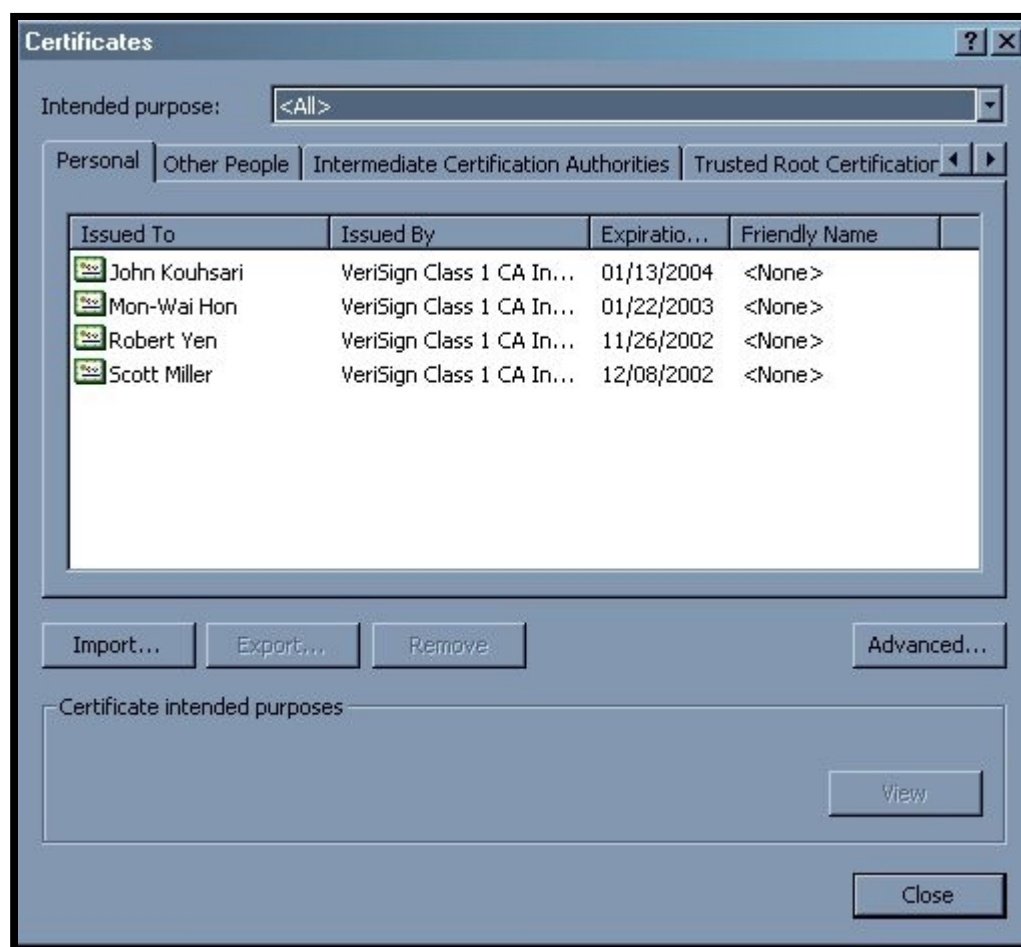 Certificates
Intended purpose: <All>
Personal Other People Intermediate Certification Authorities Trusted Root Certification
Issued To Issued By Expiratio... Friendly Name
John Kouhsari VeriSign Class 1 CA In... 01/13/2004 <None>
Mon-Wai Hon VeriSign Class 1 CA In... 01/22/2003 <None>
Robert Yen VeriSign Class 1 CA In... 11/26/2002 <None>
Scott Miller VeriSign Class 1 CA In... 12/08/2002 <None>
Import... Export... Remove Advanced...
Certificate intended purposes
View
Close